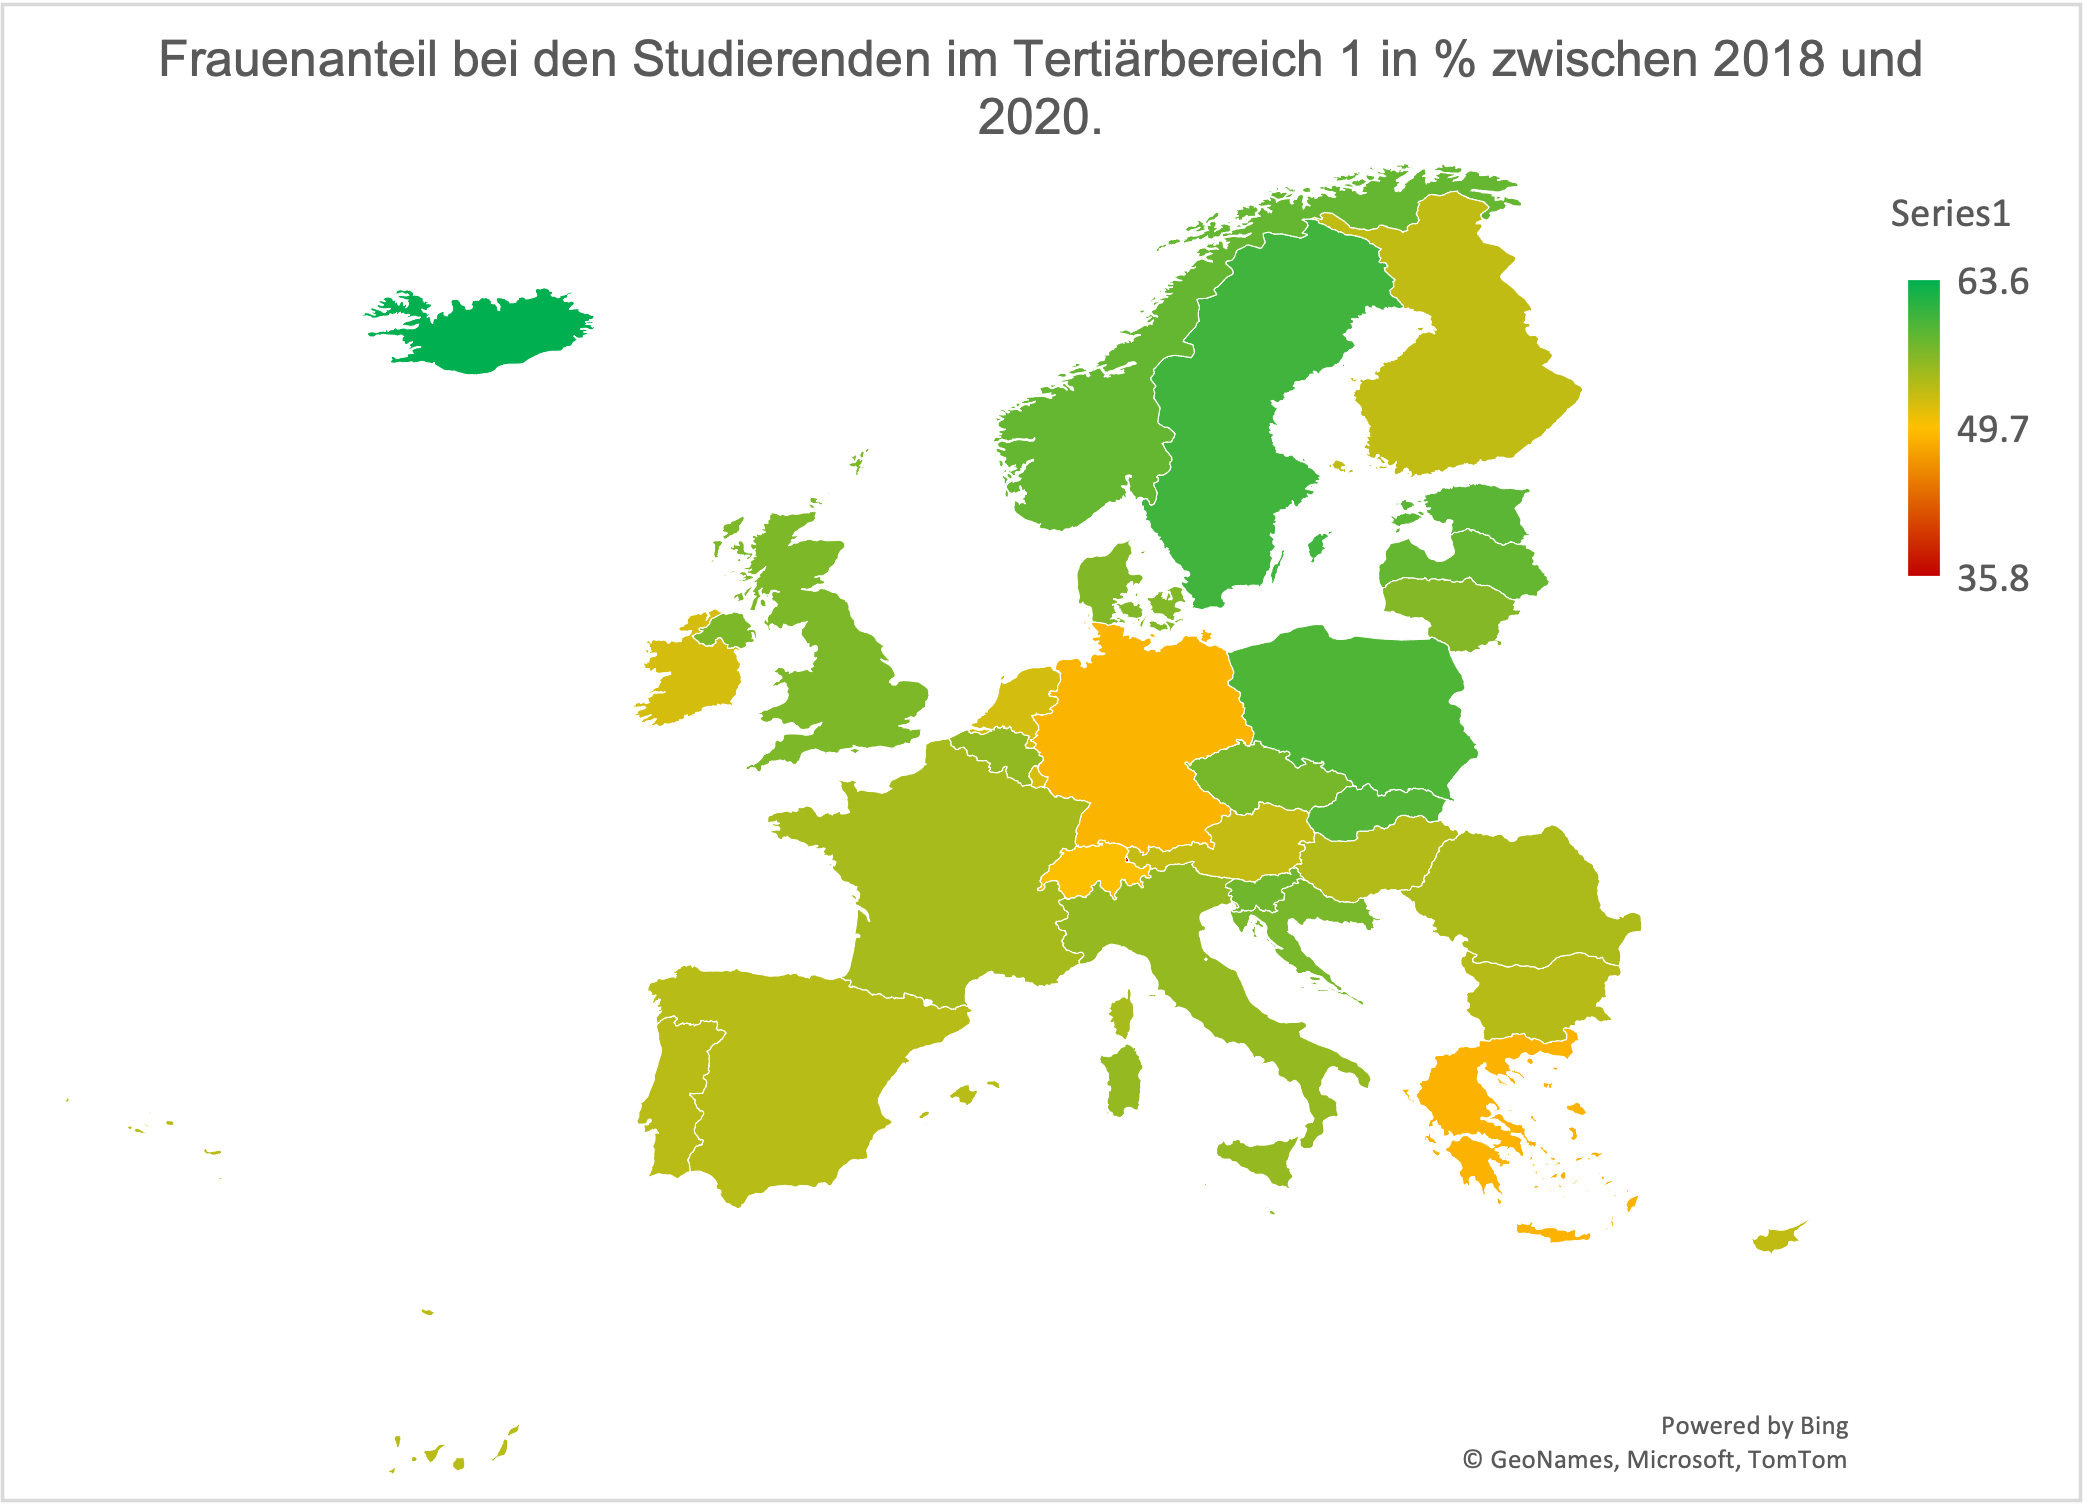 Frauenanteil bei den Studierenden im Tertiärbereich 1 in % zwischen 2018 und
2020.
Series1
63.6
49.7
35.8
Powered by Bing
© GeoNames, Microsoft, TomTom